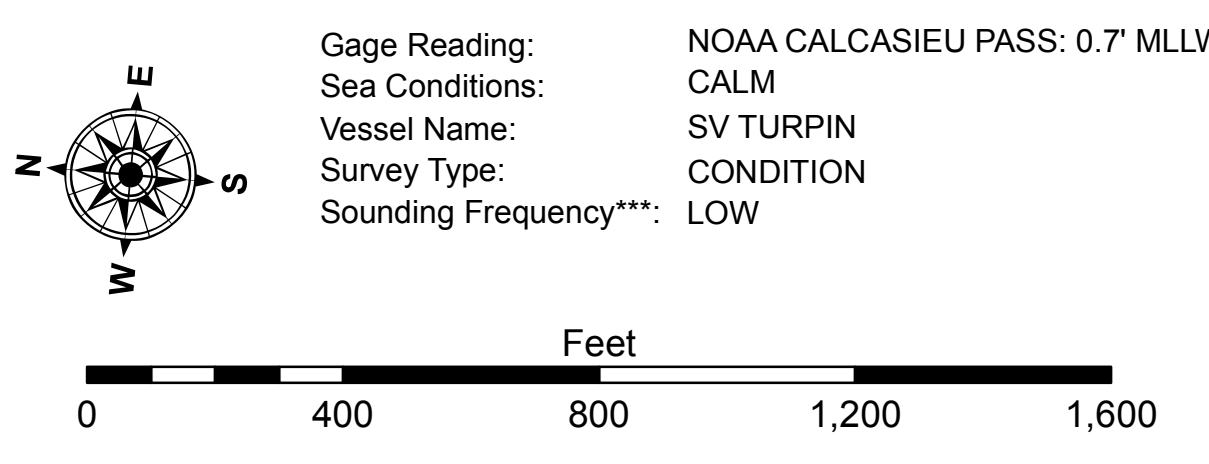 E
N
S
W
Gage Reading: NOAA CALCASIEU PASS: 0.7' MLLW
Sea Conditions: CALM
Vessel Name: SV TURPIN
Survey Type: CONDITION
Sounding Frequency***: LOW
Feet
0 400 800 1,200 1,600